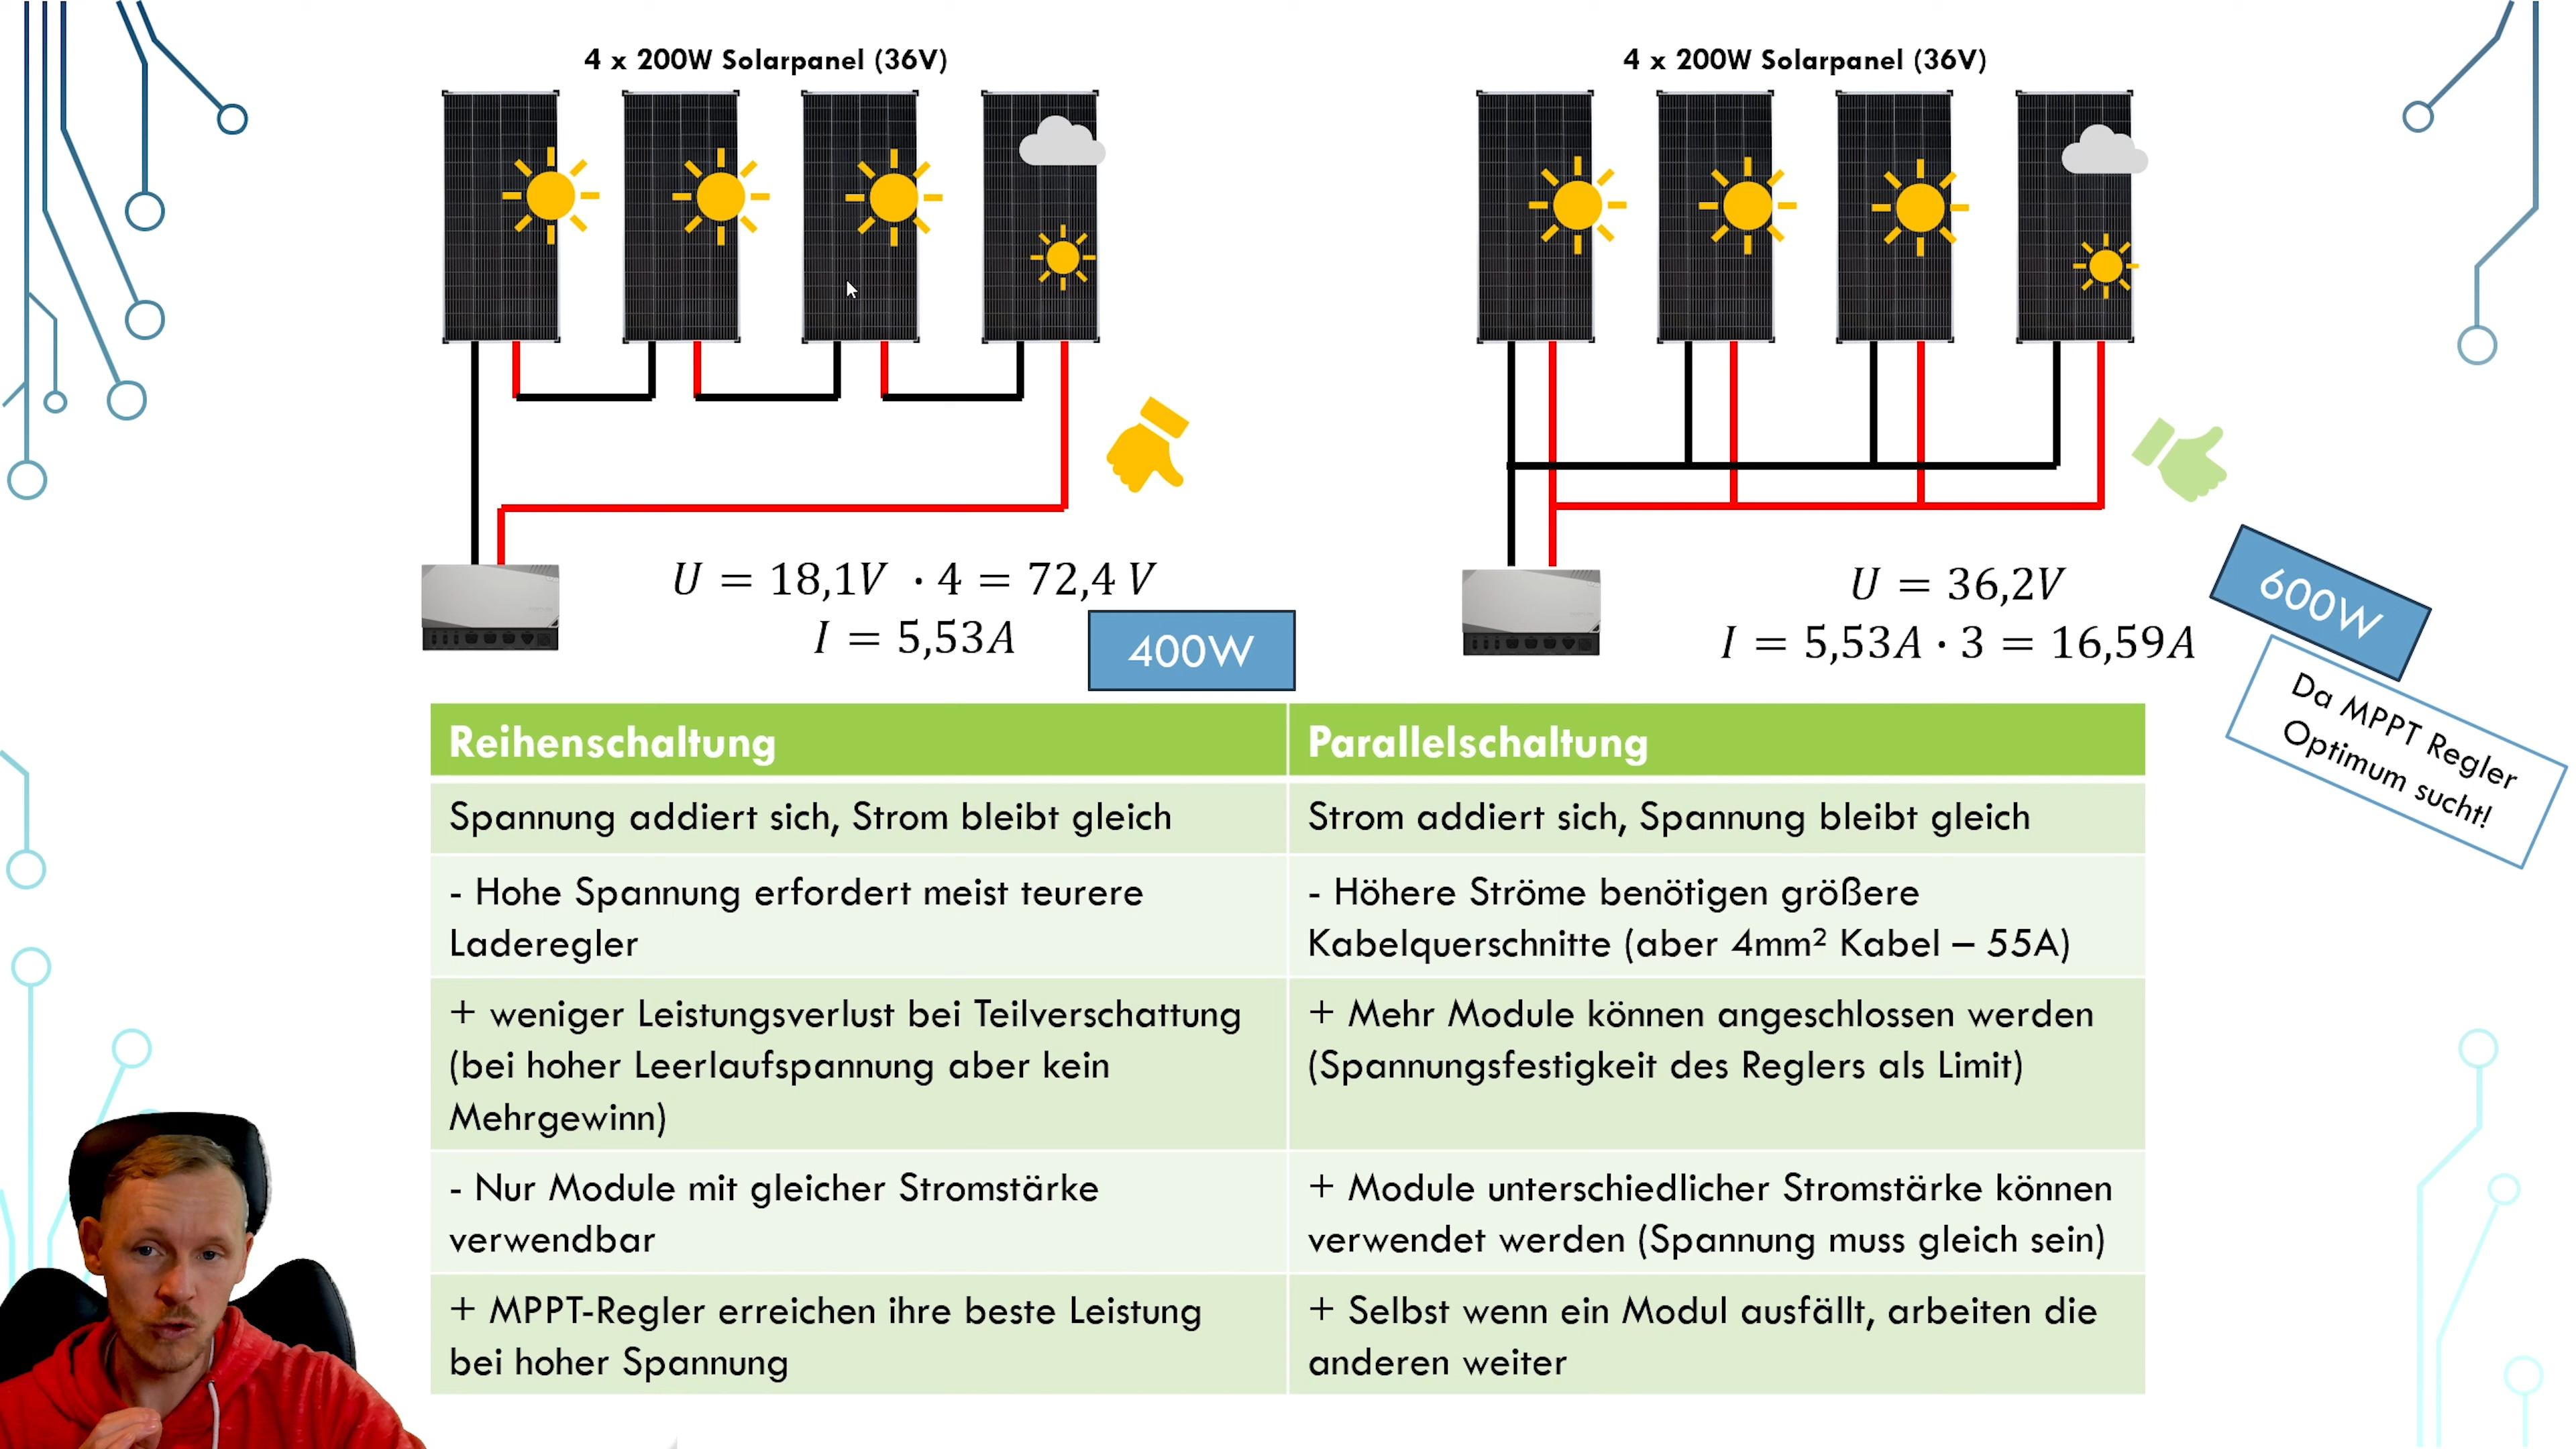 4 x 200W Solarpanel (36V)
4 x 200W Solarpanel (36V)
U = 18,1V · 4 = 72,4 V
I = 5,53A
400W
U = 36,2V
I = 5,53A · 3 = 16,59A
600W
Da MPPT Regler
Optimum sucht!
Reihenschaltung
Parallelschaltung
Spannung addiert sich, Strom bleibt gleich
Strom addiert sich, Spannung bleibt gleich
- Hohe Spannung erfordert meist teurere
Laderegler
- Höhere Ströme benötigen größere
Kabelquerschnitte (aber 4mm² Kabel – 55A)
+ weniger Leistungsverlust bei Teilverschattung
(bei hoher Leerlaufspannung aber kein
Mehrgewinn)
+ Mehr Module können angeschlossen werden
(Spannungsfestigkeit des Reglers als Limit)
- Nur Module mit gleicher Stromstärke
verwendbar
+ Module unterschiedlicher Stromstärke können
verwendet werden (Spannung muss gleich sein)
+ MPPT-Regler erreichen ihre beste Leistung
bei hoher Spannung
+ Selbst wenn ein Modul ausfällt, arbeiten die
anderen weiter